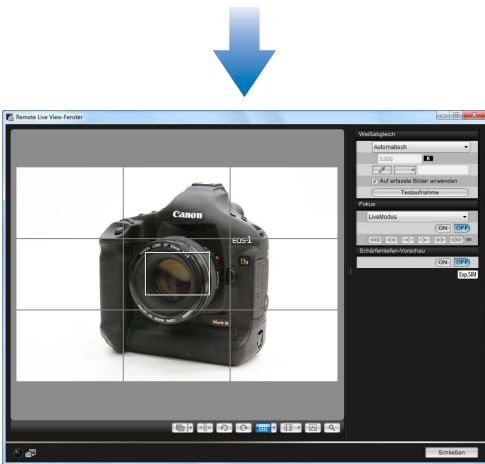 Remote Live View-Fenster
Weißabgleich
Automatisch
5200 K
Auf erfasste Bilder anwenden
Testaufnahme
Fokus
LiveModus
ON OFF
Schärfentiefen-Vorschau
ON OFF
Exp.SIM
Canon
EOS-1
Ds
Mark III
Schließen